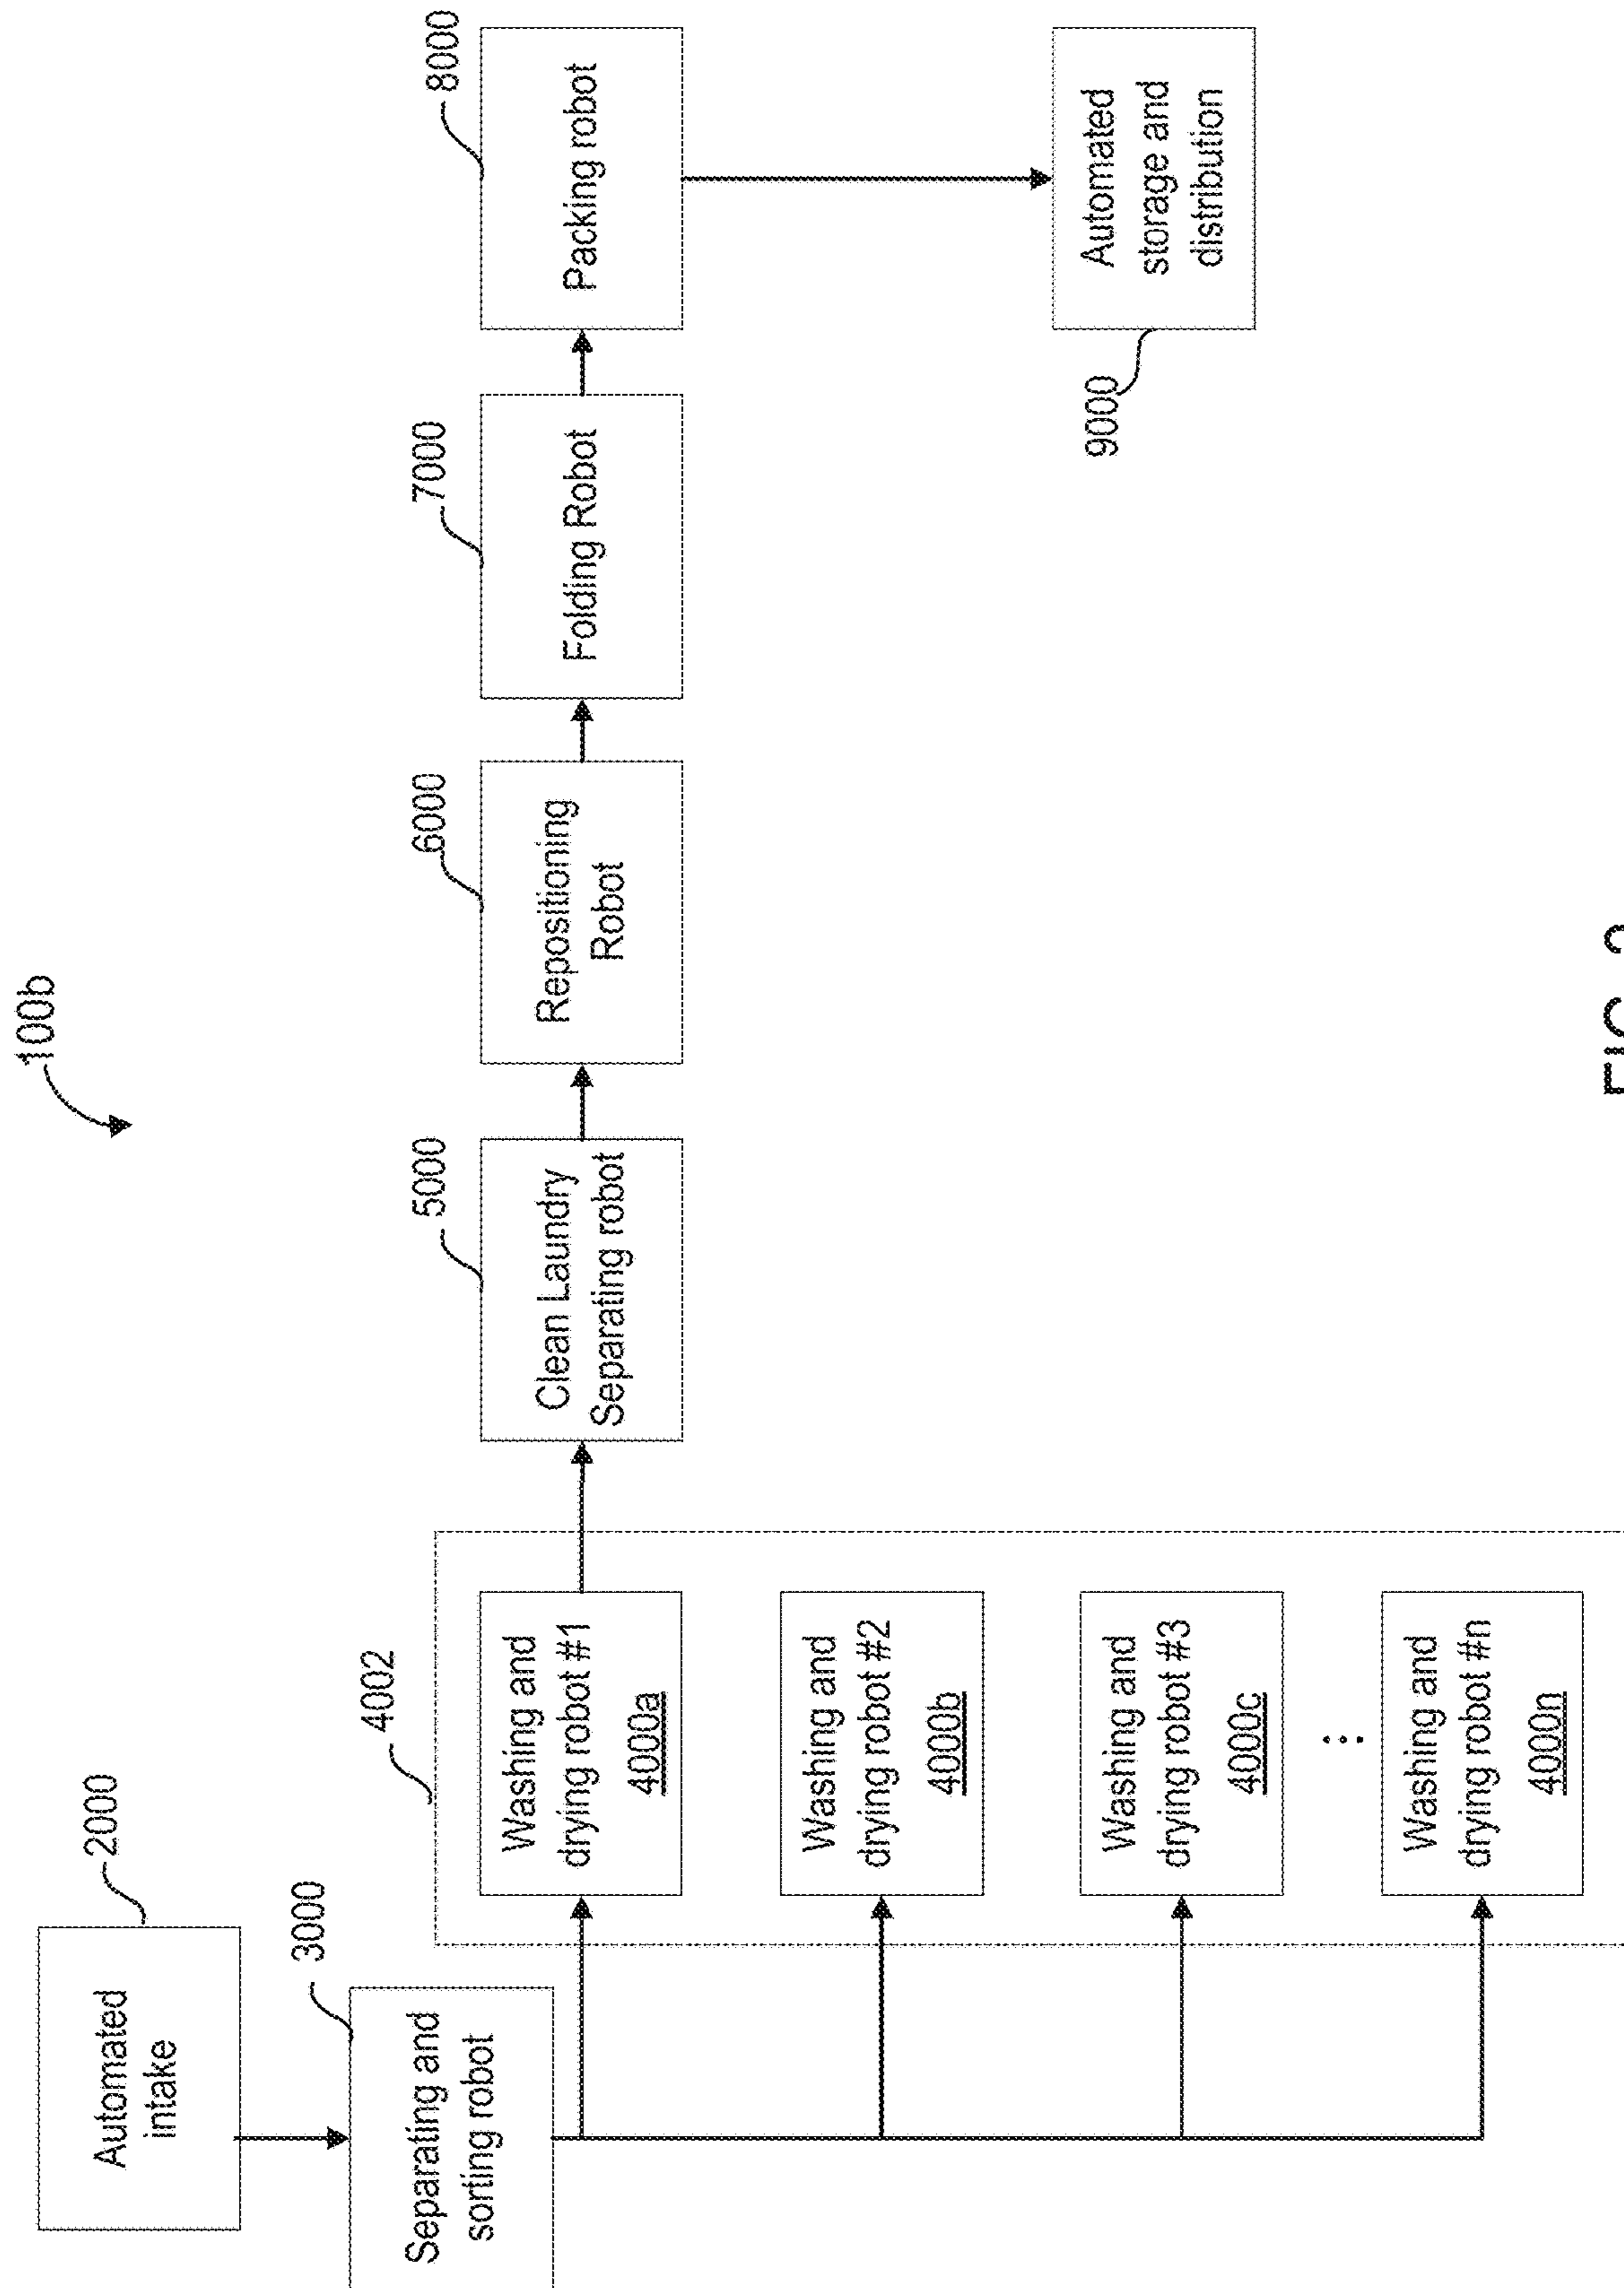 100b
2000
Automated
intake
3000
Separating and
sorting robot
4002
Washing and
drying robot #1
4000a
Washing and
drying robot #2
4000b
Washing and
drying robot #3
4000c
Washing and
drying robot #n
4000n
5000
Clean Laundry
Separating robot
6000
Repositioning
Robot
7000
Folding Robot
8000
Packing robot
9000
Automated
storage and
distribution
FIG.